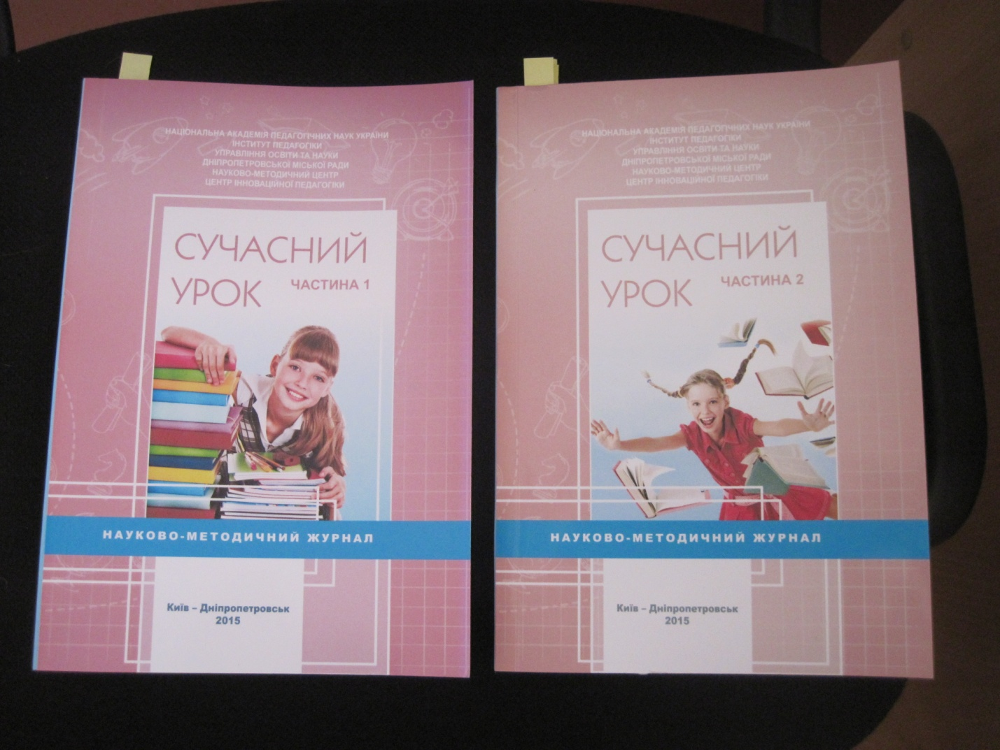 НАЦІОНАЛЬНА АКАДЕМІЯ ПЕДАГОГІЧНИХ НАУК УКРАЇНИ
ІНСТИТУТ ПЕДАГОГІКИ
УПРАВЛІННЯ ОСВІТИ ТА НАУКИ
ДНІПРОПЕТРОВСЬКОЇ МІСЬКОЇ РАДИ
НАУКОВО-МЕТОДИЧНИЙ ЦЕНТР
ЦЕНТР ІННОВАЦІЙНОЇ ПЕДАГОГІКИ
СУЧАСНИЙ
УРОК ЧАСТИНА 1
НАУКОВО-МЕТОДИЧНИЙ ЖУРНАЛ
Київ – Дніпропетровськ
2015
НАЦІОНАЛЬНА АКАДЕМІЯ ПЕДАГОГІЧНИХ НАУК УКРАЇНИ
ІНСТИТУТ ПЕДАГОГІКИ
УПРАВЛІННЯ ОСВІТИ ТА НАУКИ
ДНІПРОПЕТРОВСЬКОЇ МІСЬКОЇ РАДИ
НАУКОВО-МЕТОДИЧНИЙ ЦЕНТР
ЦЕНТР ІННОВАЦІЙНОЇ ПЕДАГОГІКИ
СУЧАСНИЙ
УРОК ЧАСТИНА 2
НАУКОВО-МЕТОДИЧНИЙ ЖУРНАЛ
Київ – Дніпропетровськ
2015